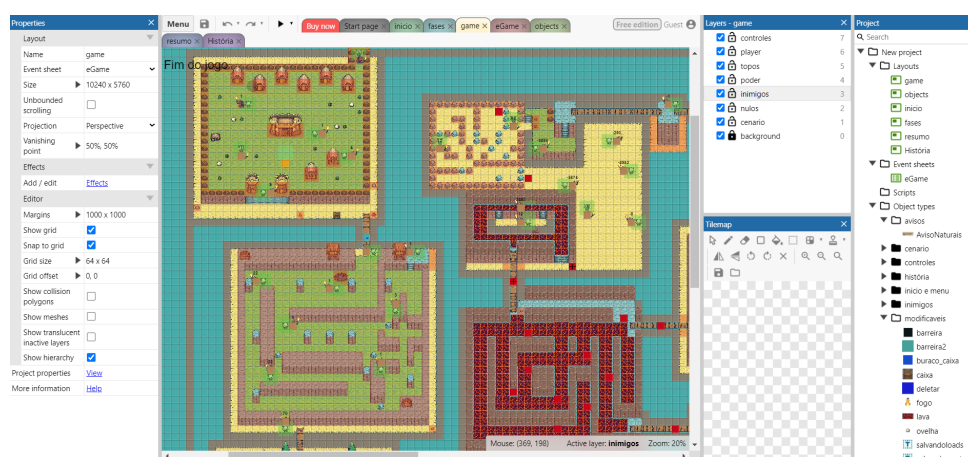 Properties
Layout
Name game
Event sheet eGame
Size 10240 x 5760
Unbounded scrolling
Projection Perspective
Vanishing point 50%, 50%
Effects
Add / edit Effects
Editor
Margins 1000 x 1000
Show grid
Snap to grid
Grid size 64 x 64
Grid offset 0, 0
Show collision polygons
Show meshes
Show translucent inactive layers
Show hierarchy
Project properties View
More information Help
Menu
Buy now Start page inicio fases game eGame objects
Free edition Guest
resumo História
Fim do jogo
Mouse: (369, 198) Active layer: inimigos Zoom: 20%
Layers - game
controles 7
player 6
topos 5
poder 4
inimigos 3
nulos 2
cenario 1
background 0
Tilemap
Project
Search
New project
Layouts
game
objects
inicio
fases
resumo
História
Event sheets
eGame
Scripts
Object types
avisos
AvisoNaturais
cenario
controles
história
inicio e menu
inimigos
modificaveis
barreira
barreira2
buraco_caixa
caixa
deletar
fogo
lava
ovelha
salvandoloads